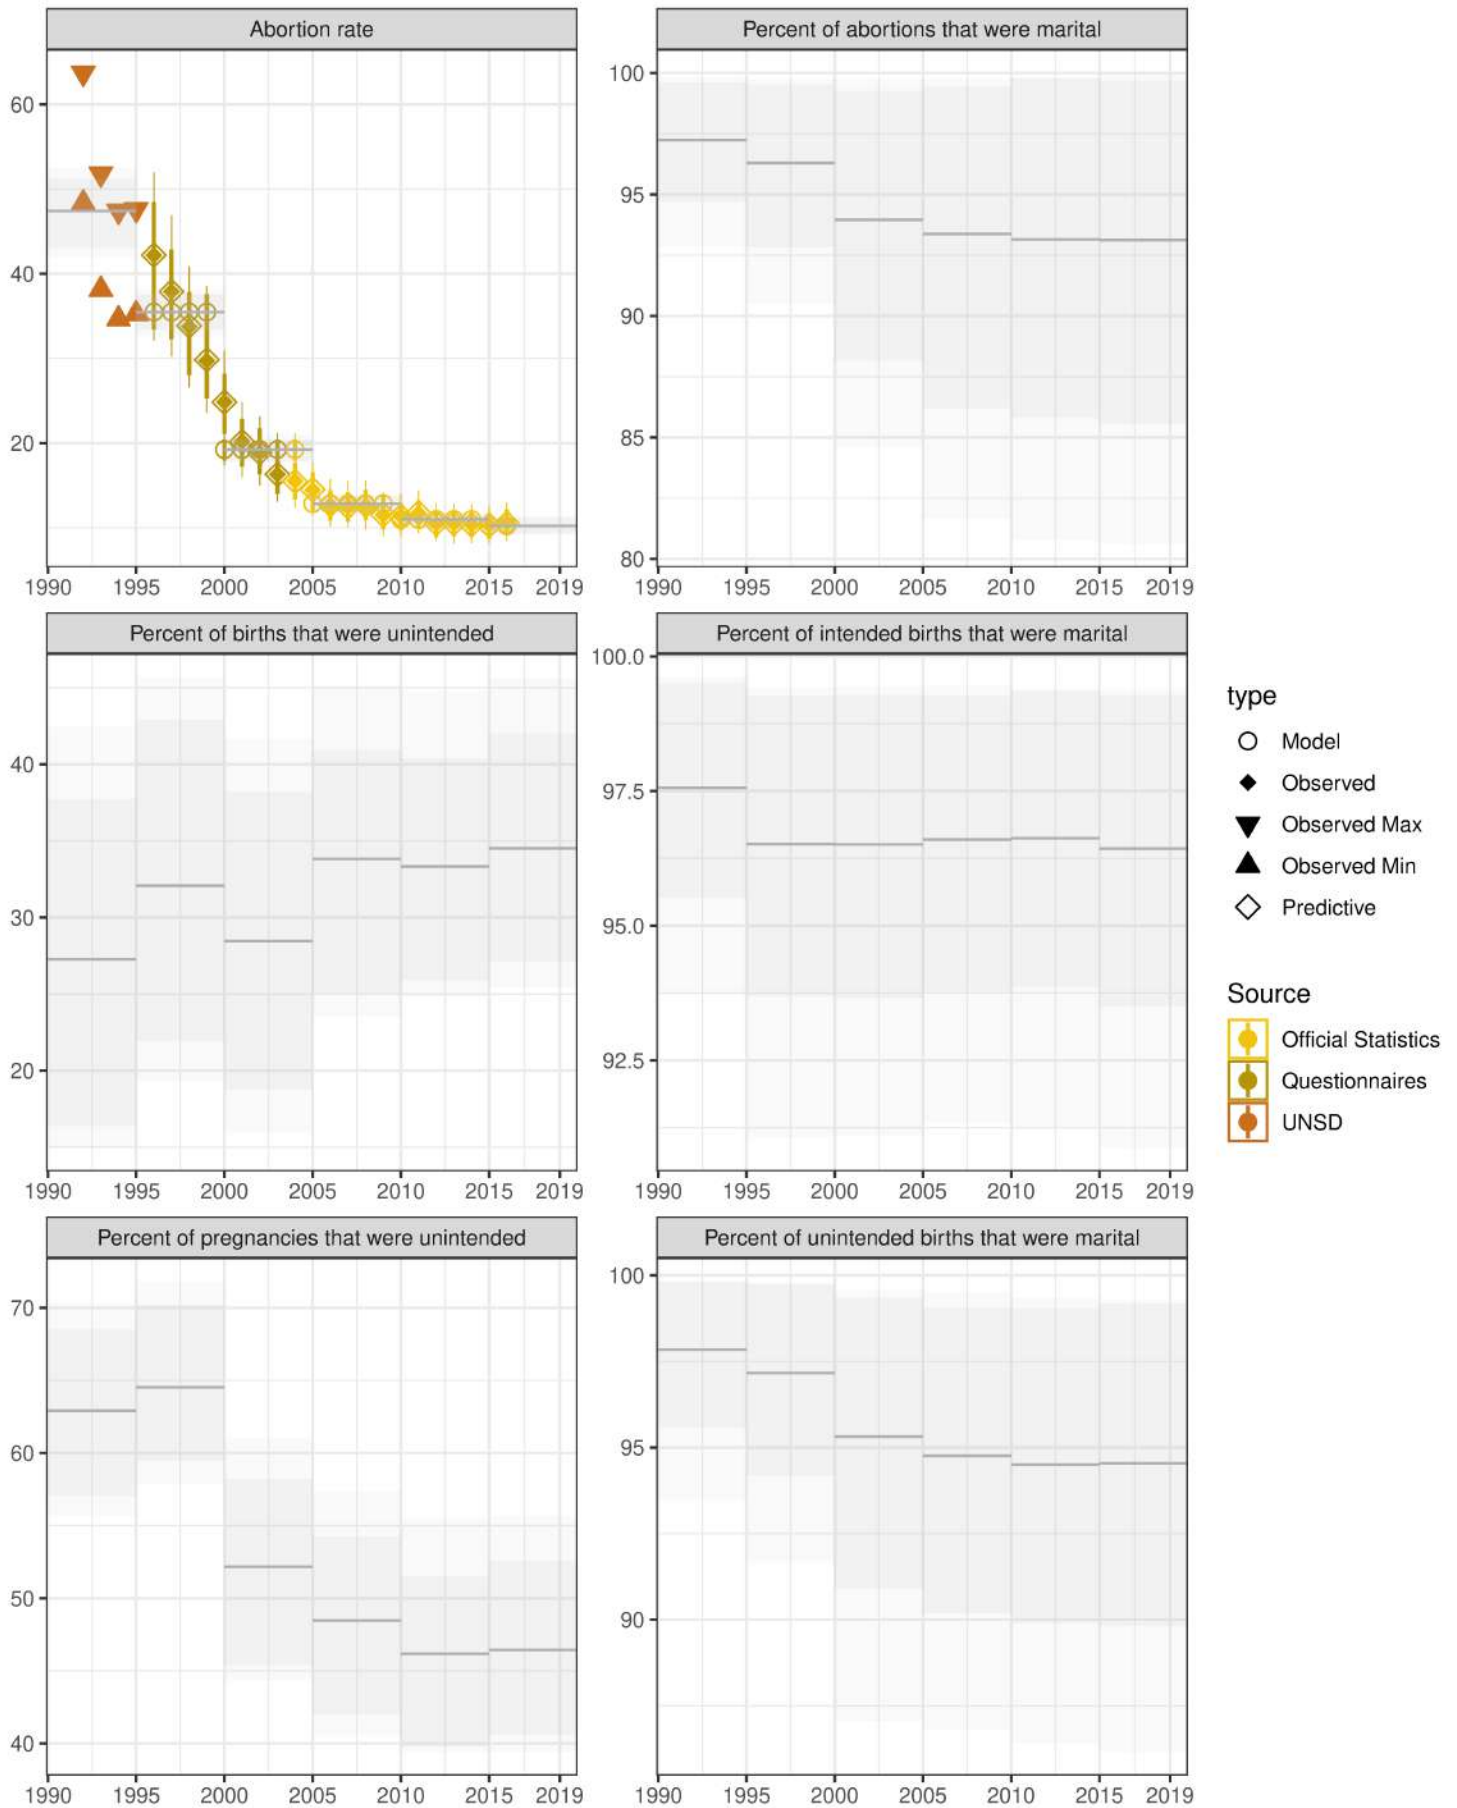 Abortion rate
60
40
20
1990 1995 2000 2005 2010 2015 2019
Percent of abortions that were marital
100
95
90
85
80
1990 1995 2000 2005 2010 2015 2019
Percent of births that were unintended
40
30
20
1990 1995 2000 2005 2010 2015 2019
Percent of intended births that were marital
100.0
97.5
95.0
92.5
1990 1995 2000 2005 2010 2015 2019
Percent of pregnancies that were unintended
70
60
50
40
1990 1995 2000 2005 2010 2015 2019
Percent of unintended births that were marital
100
95
90
1990 1995 2000 2005 2010 2015 2019
type
Model
Observed
Observed Max
Observed Min
Predictive
Source
Official Statistics
Questionnaires
UNSD